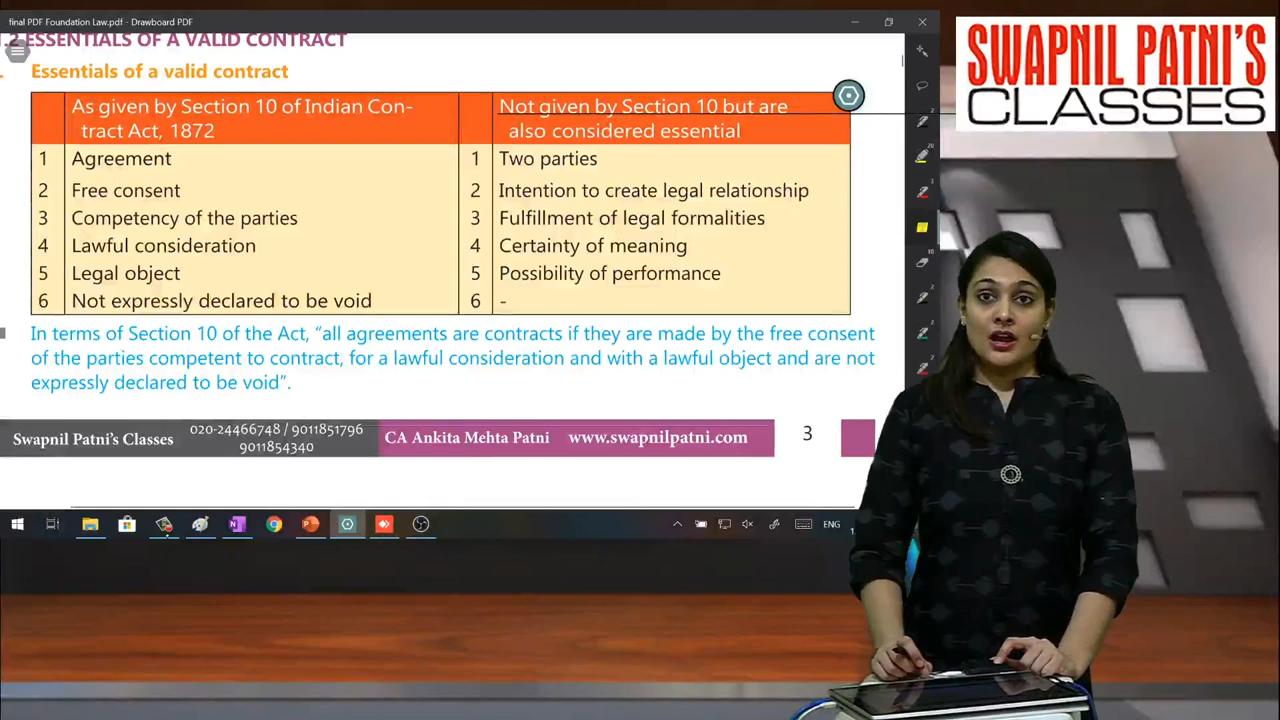 final PDF Foundation Law.pdf - Drawboard PDF
.2 ESSENTIALS OF A VALID CONTRACT
Essentials of a valid contract
As given by Section 10 of Indian Con-
tract Act, 1872
Not given by Section 10 but are
also considered essential
1 Agreement 1 Two parties
2 Free consent 2 Intention to create legal relationship
3 Competency of the parties 3 Fulfillment of legal formalities
4 Lawful consideration 4 Certainty of meaning
5 Legal object 5 Possibility of performance
6 Not expressly declared to be void 6 -
In terms of Section 10 of the Act, “all agreements are contracts if they are made by the free consent
of the parties competent to contract, for a lawful consideration and with a lawful object and are not
expressly declared to be void”.
Swapnil Patni's Classes 020-24466748 / 9011851796
9011854340
CA Ankita Mehta Patni www.swapnilpatni.com 3
ENG
SWAPNIL PATNI'S
CLASSES